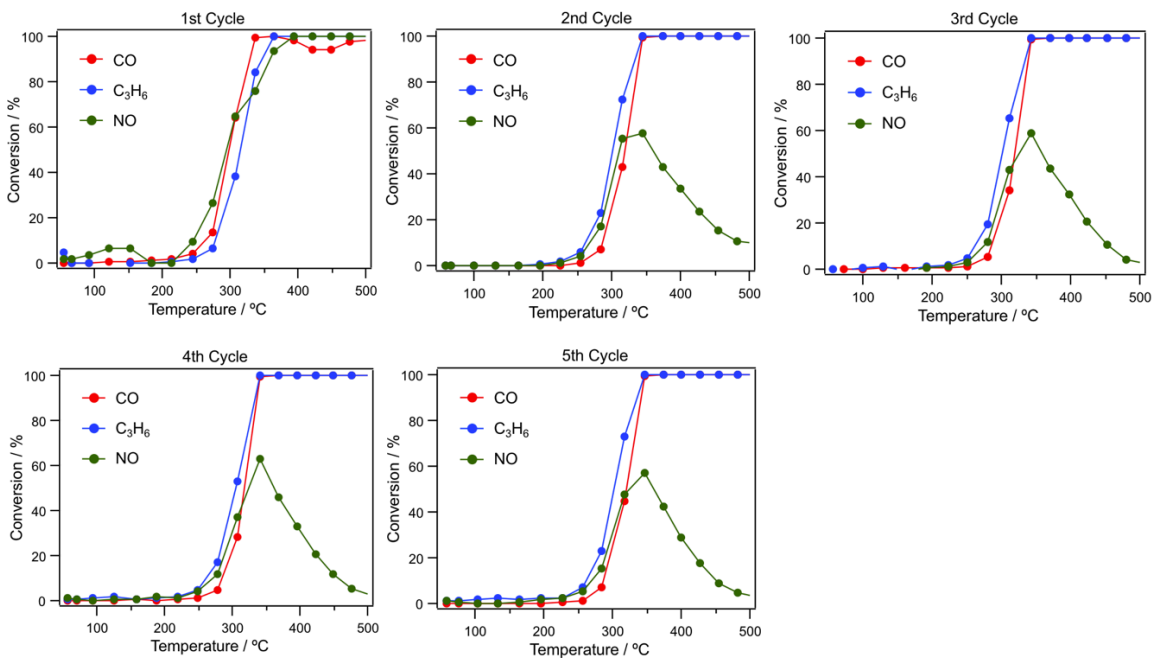 1st Cycle
Conversion / %
100
80
60
40
20
0
CO
C₃H₆
NO
100
200
300
400
500
Temperature / ºC
2nd Cycle
Conversion / %
100
80
60
40
20
0
CO
C₃H₆
NO
100
200
300
400
500
Temperature / ºC
3rd Cycle
Conversion / %
100
80
60
40
20
0
CO
C₃H₆
NO
100
200
300
400
500
Temperature / ºC
4th Cycle
Conversion / %
100
80
60
40
20
0
CO
C₃H₆
NO
100
200
300
400
500
Temperature / ºC
5th Cycle
Conversion / %
100
80
60
40
20
0
CO
C₃H₆
NO
100
200
300
400
500
Temperature / ºC